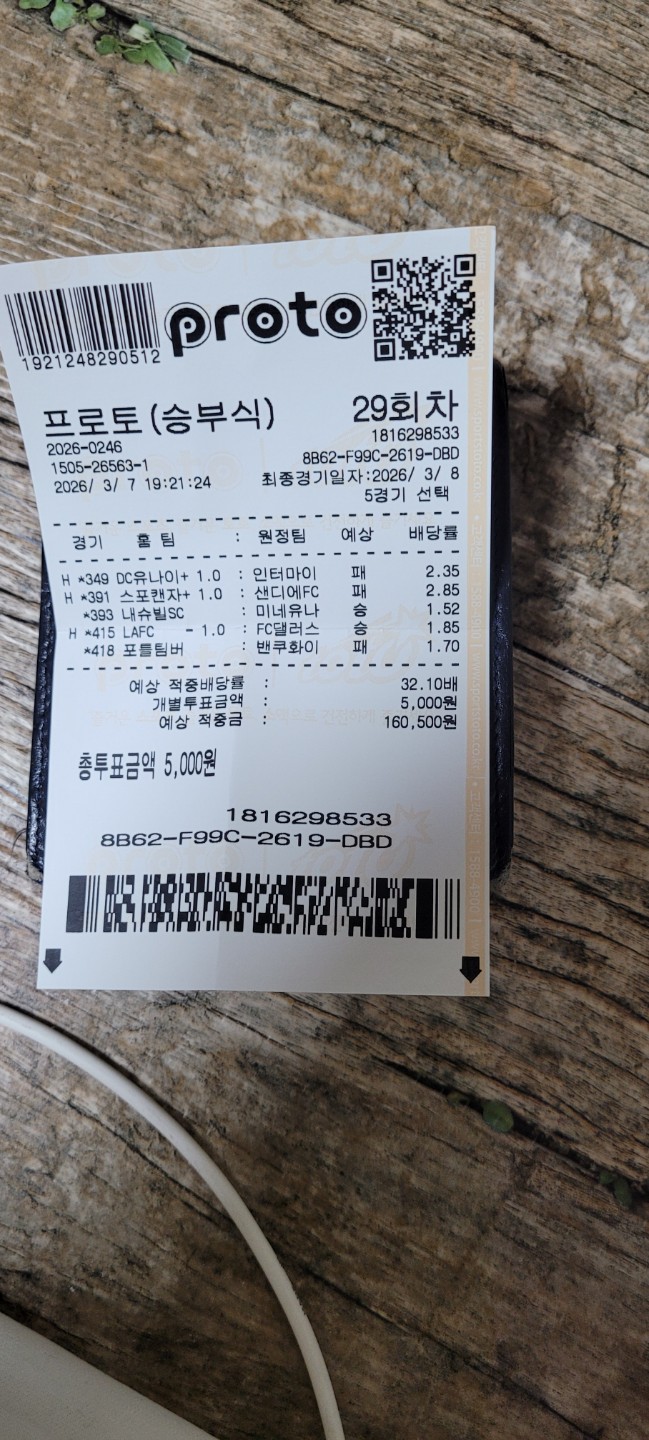 proto
1921248290512
프로토(승부식) 29회차
2026-0246 1816298533
1505-26563-1 8B62-F99C-2619-DBD
2026/ 3/ 7 19:21:24 최종경기일자:2026/ 3/ 8
5경기 선택
경기 홈 팀 : 원정팀 예상 배당률
H *349 DC유나이+ 1.0 : 인터마이 패 2.35
H *391 스포캔자+ 1.0 : 샌디에FC 패 2.85
*393 내슈빌SC : 미네유나 승 1.52
H *415 LAFC - 1.0 : FC댈러스 승 1.85
*418 포틀팀버 : 밴쿠화이 패 1.70
예상 적중배당률 : 32.10배
개별투표금액 : 5,000원
예상 적중금 : 160,500원
총투표금액 5,000원
1816298533
8B62-F99C-2619-DBD